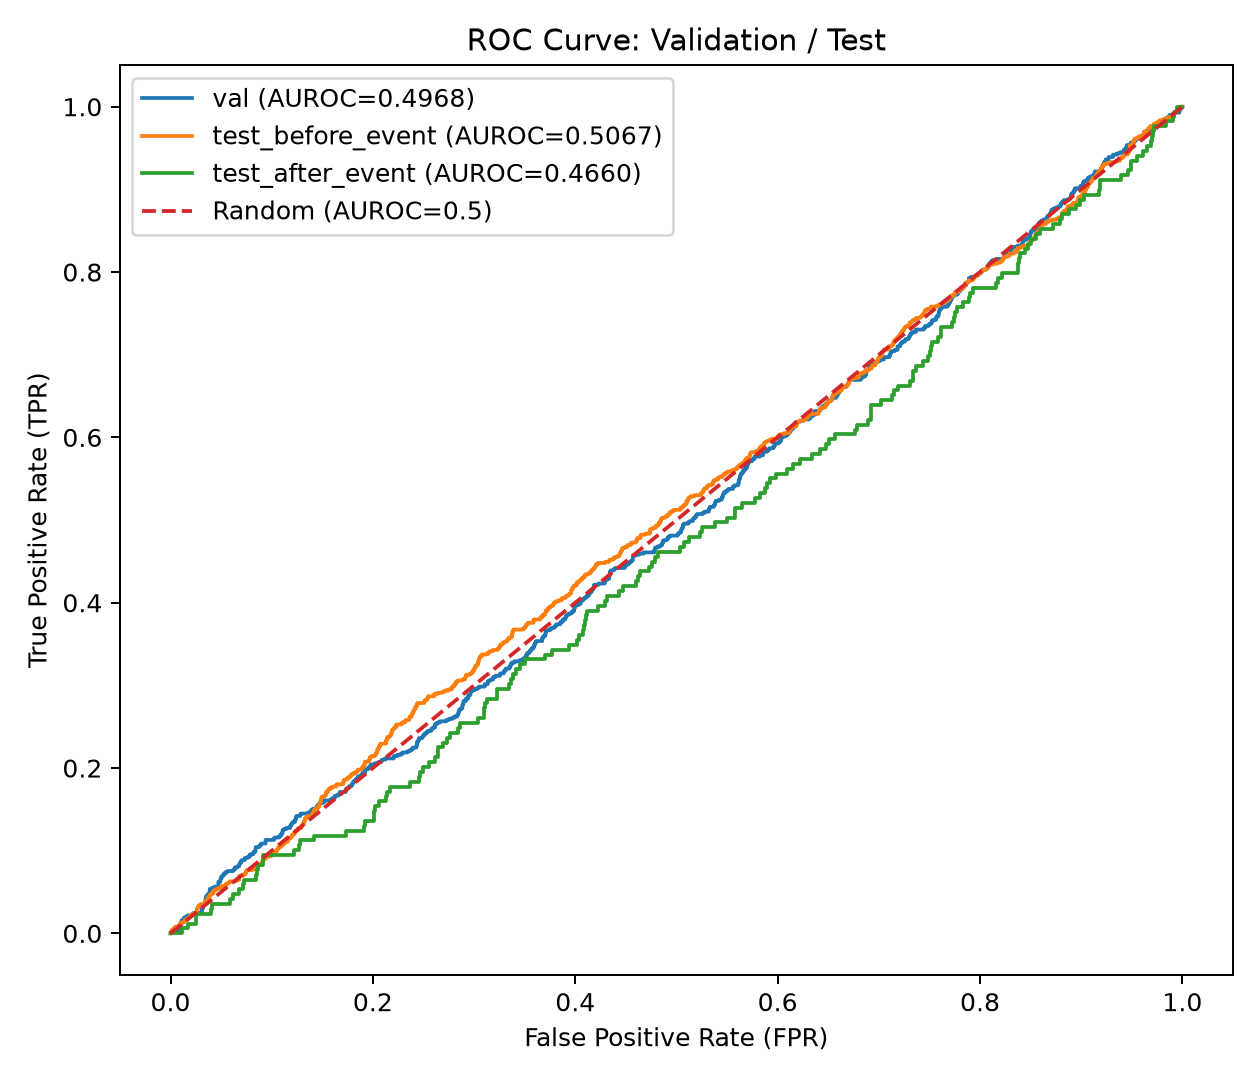 ROC Curve: Validation / Test
val (AUROC=0.4968)
test_before_event (AUROC=0.5067)
test_after_event (AUROC=0.4660)
Random (AUROC=0.5)
True Positive Rate (TPR)
1.0
0.8
0.6
0.4
0.2
0.0
0.0 0.2 0.4 0.6 0.8 1.0
False Positive Rate (FPR)